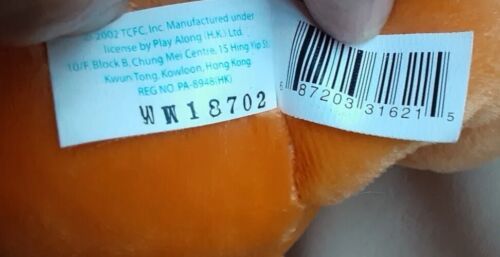 © 2002 TCFC, Inc. Manufactured under
license by Play Along (H.K.) Ltd.
10/F. Block B, Chung Mei Centre, 15 Hing Yip St.
Kwun Tong, Kowloon, Hong Kong
REG NO. PA-8948(HK)
WW18702
6 87203 31621 5